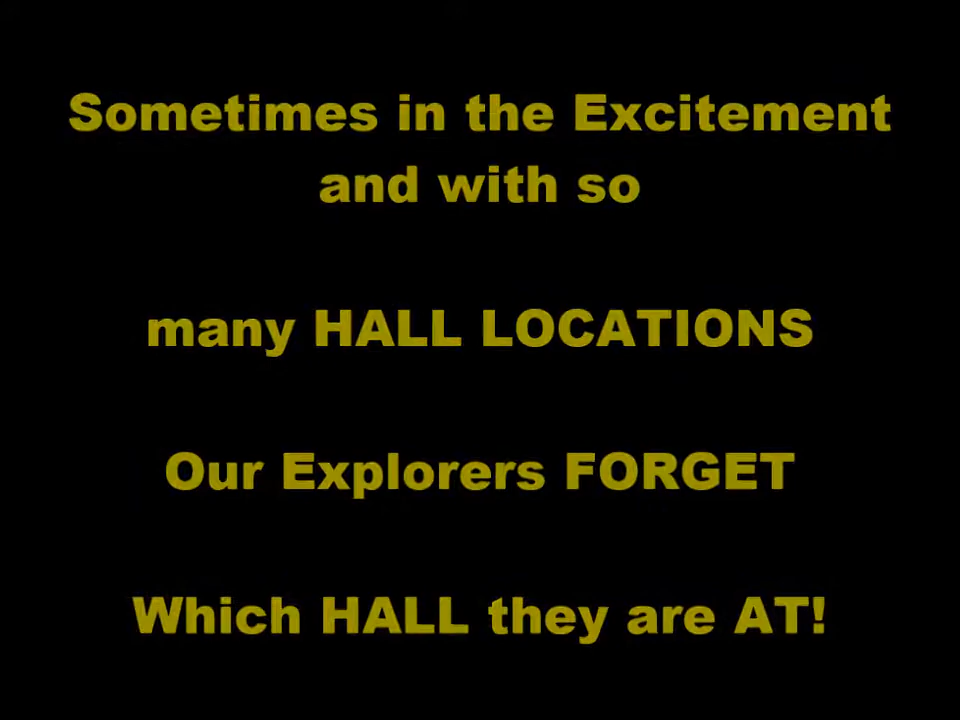 Sometimes in the Excitement
and with so
many HALL LOCATIONS
Our Explorers FORGET
Which HALL they are AT!